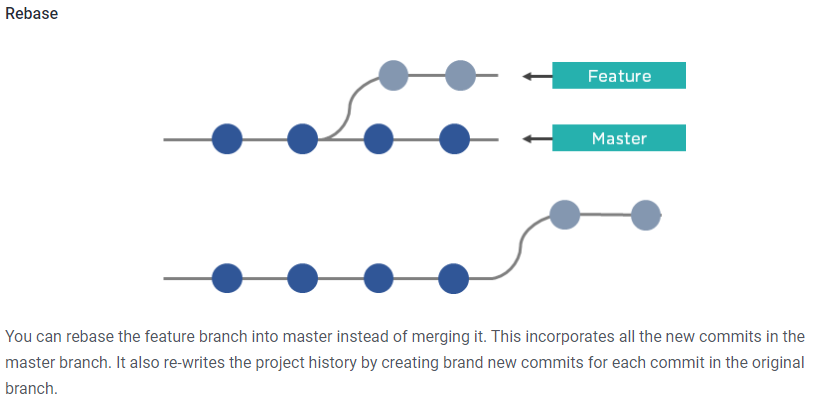 Rebase
Feature
Master
You can rebase the feature branch into master instead of merging it. This incorporates all the new commits in the
master branch. It also re-writes the project history by creating brand new commits for each commit in the original
branch.